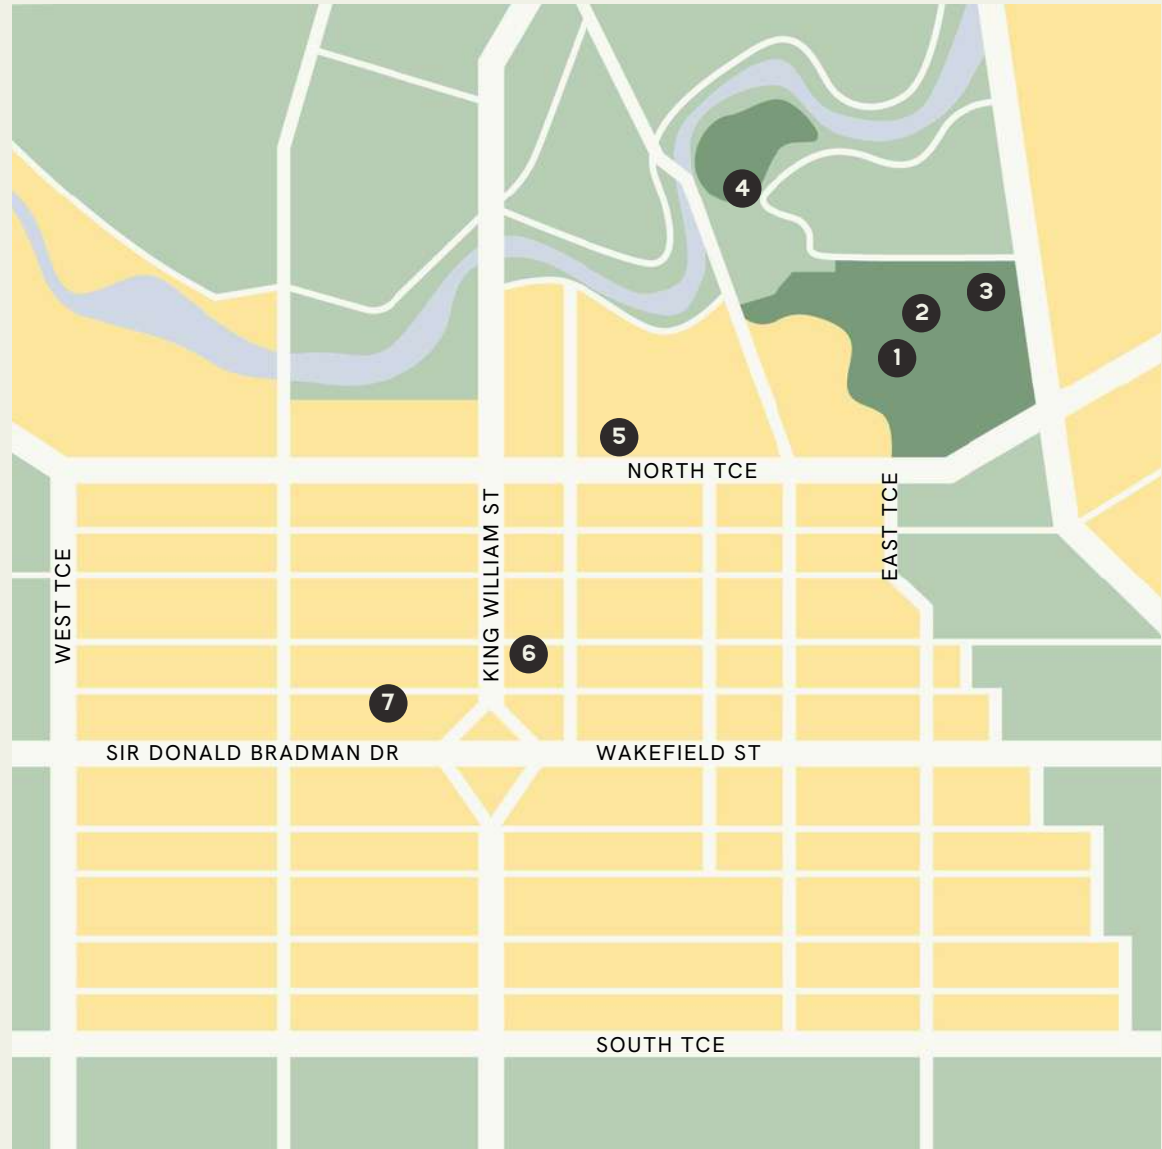 4
3
2
1
5
NORTH TCE
EAST TCE
KING WILLIAM ST
WEST TCE
6
7
SIR DONALD BRADMAN DR
WAKEFIELD ST
SOUTH TCE